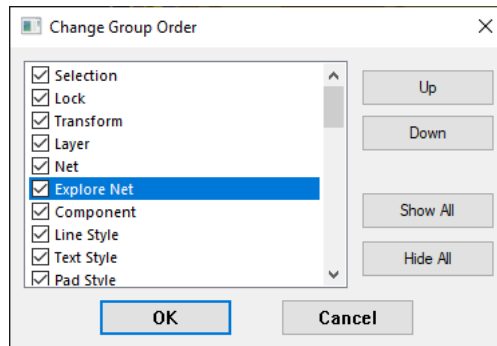 Change Group Order
Selection
Lock
Transform
Layer
Net
Explore Net
Component
Line Style
Text Style
Pad Style
Up
Down
Show All
Hide All
OK
Cancel